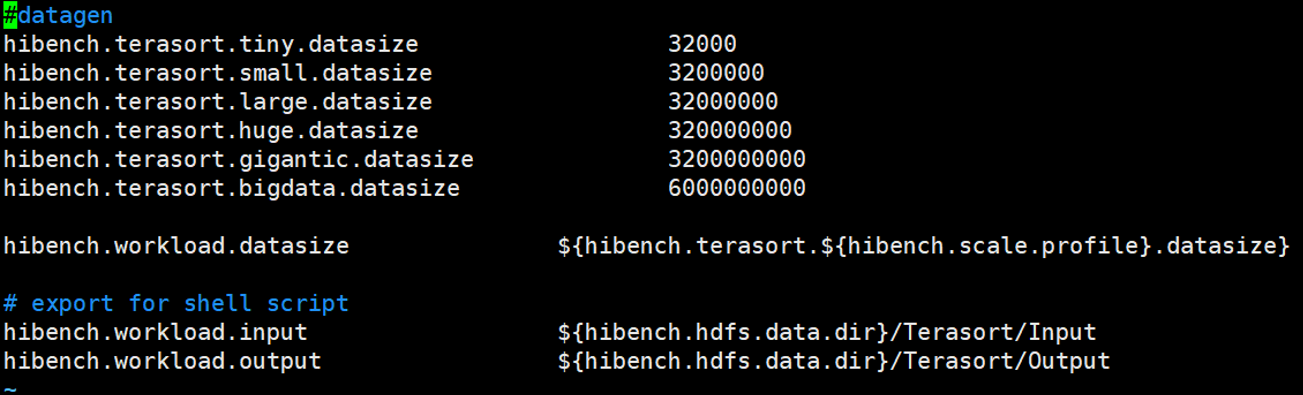 #datagen
hibench.terasort.tiny.datasize 32000
hibench.terasort.small.datasize 3200000
hibench.terasort.large.datasize 32000000
hibench.terasort.huge.datasize 320000000
hibench.terasort.gigantic.datasize 3200000000
hibench.terasort.bigdata.datasize 6000000000
hibench.workload.datasize ${hibench.terasort.${hibench.scale.profile}.datasize}
# export for shell script
hibench.workload.input ${hibench.hdfs.data.dir}/Terasort/Input
hibench.workload.output ${hibench.hdfs.data.dir}/Terasort/Output
~